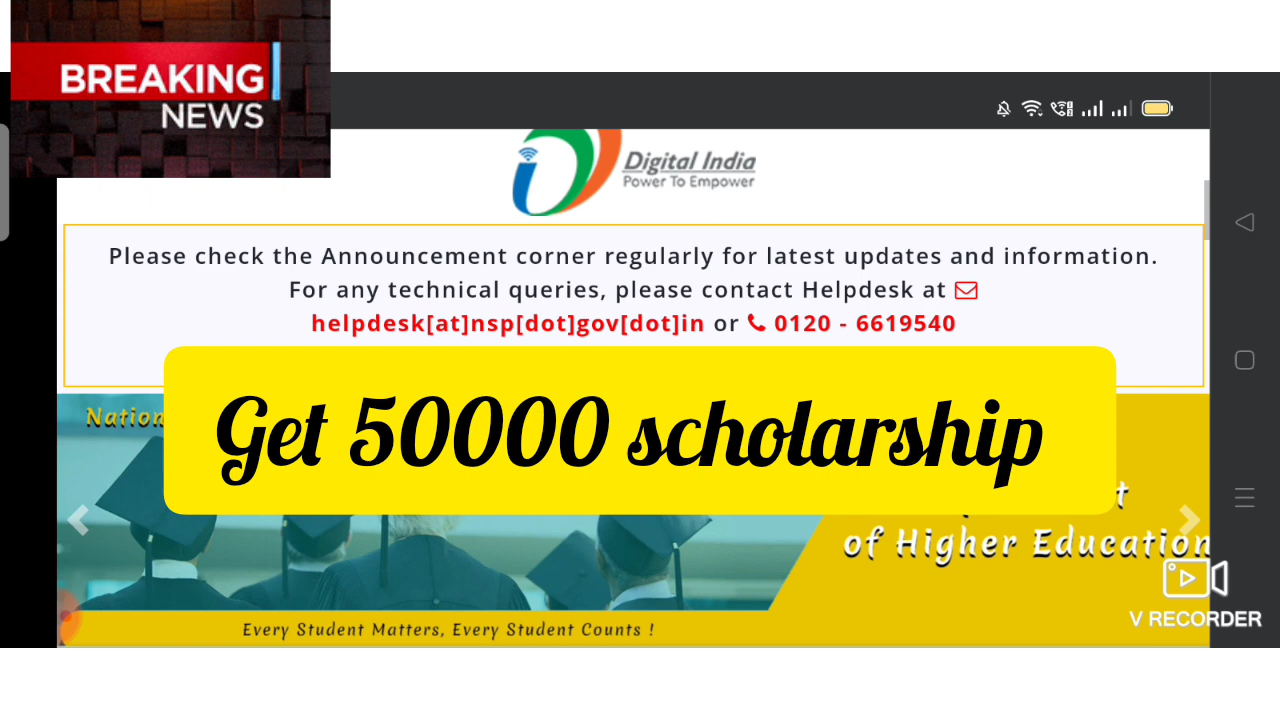 BREAKING
NEWS
Digital India
Power To Empower
Please check the Announcement corner regularly for latest updates and information.
For any technical queries, please contact Helpdesk at
helpdesk[at]nsp[dot]gov[dot]in or 0120 - 6619540
Get 50000 scholarship
of Higher Education
Every Student Matters, Every Student Counts !
V RECORDER